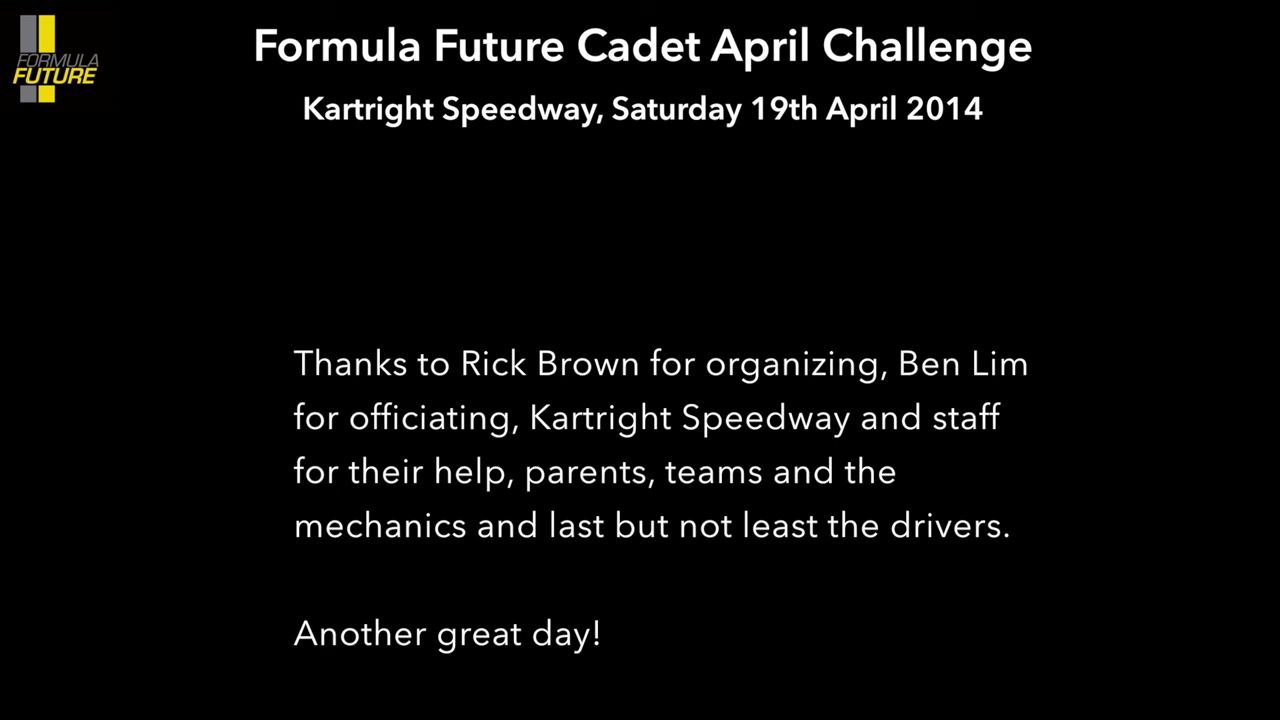 FORMULA
FUTURE
Formula Future Cadet April Challenge
Kartright Speedway, Saturday 19th April 2014
Thanks to Rick Brown for organizing, Ben Lim
for officiating, Kartright Speedway and staff
for their help, parents, teams and the
mechanics and last but not least the drivers.
Another great day!